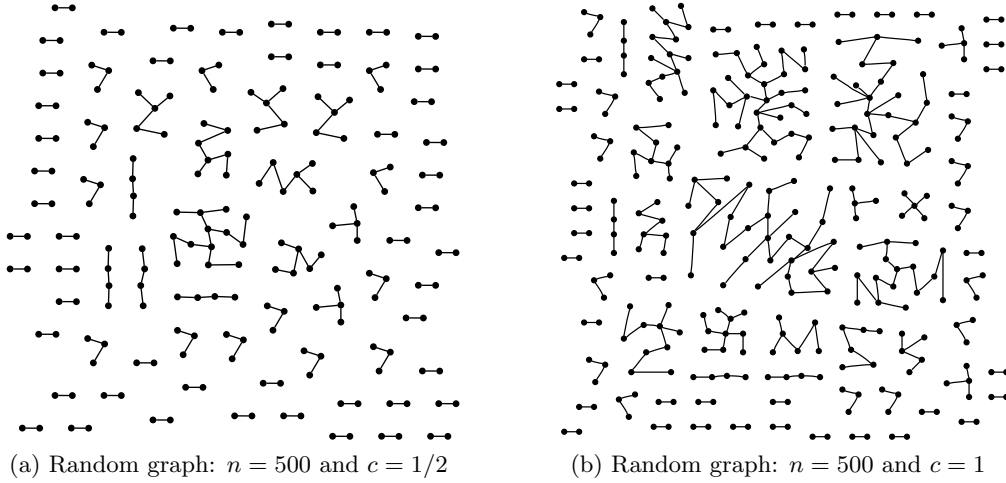 (a) Random graph: n = 500 and c = 1/2
(b) Random graph: n = 500 and c = 1